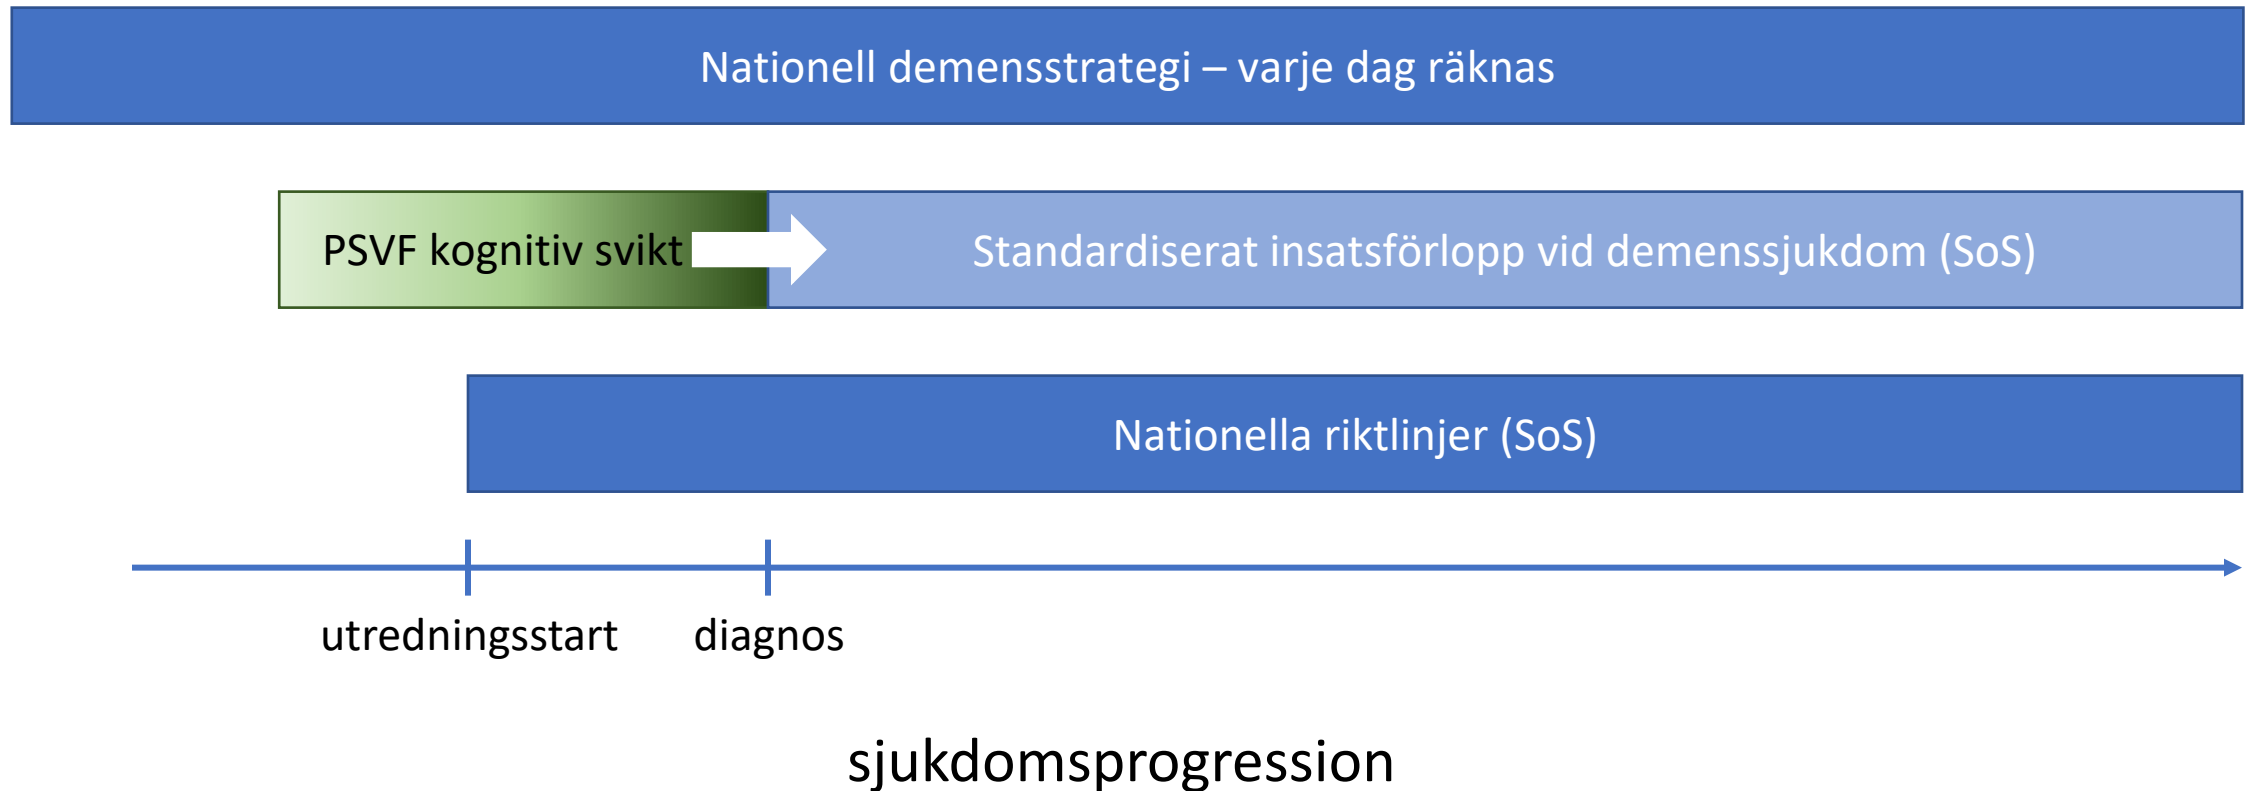 Nationell demensstrategi – varje dag räknas
PSVF kognitiv svikt
Standardiserat insatsförlopp vid demenssjukdom (SoS)
Nationella riktlinjer (SoS)
utredningsstart
diagnos
sjukdomsprogression